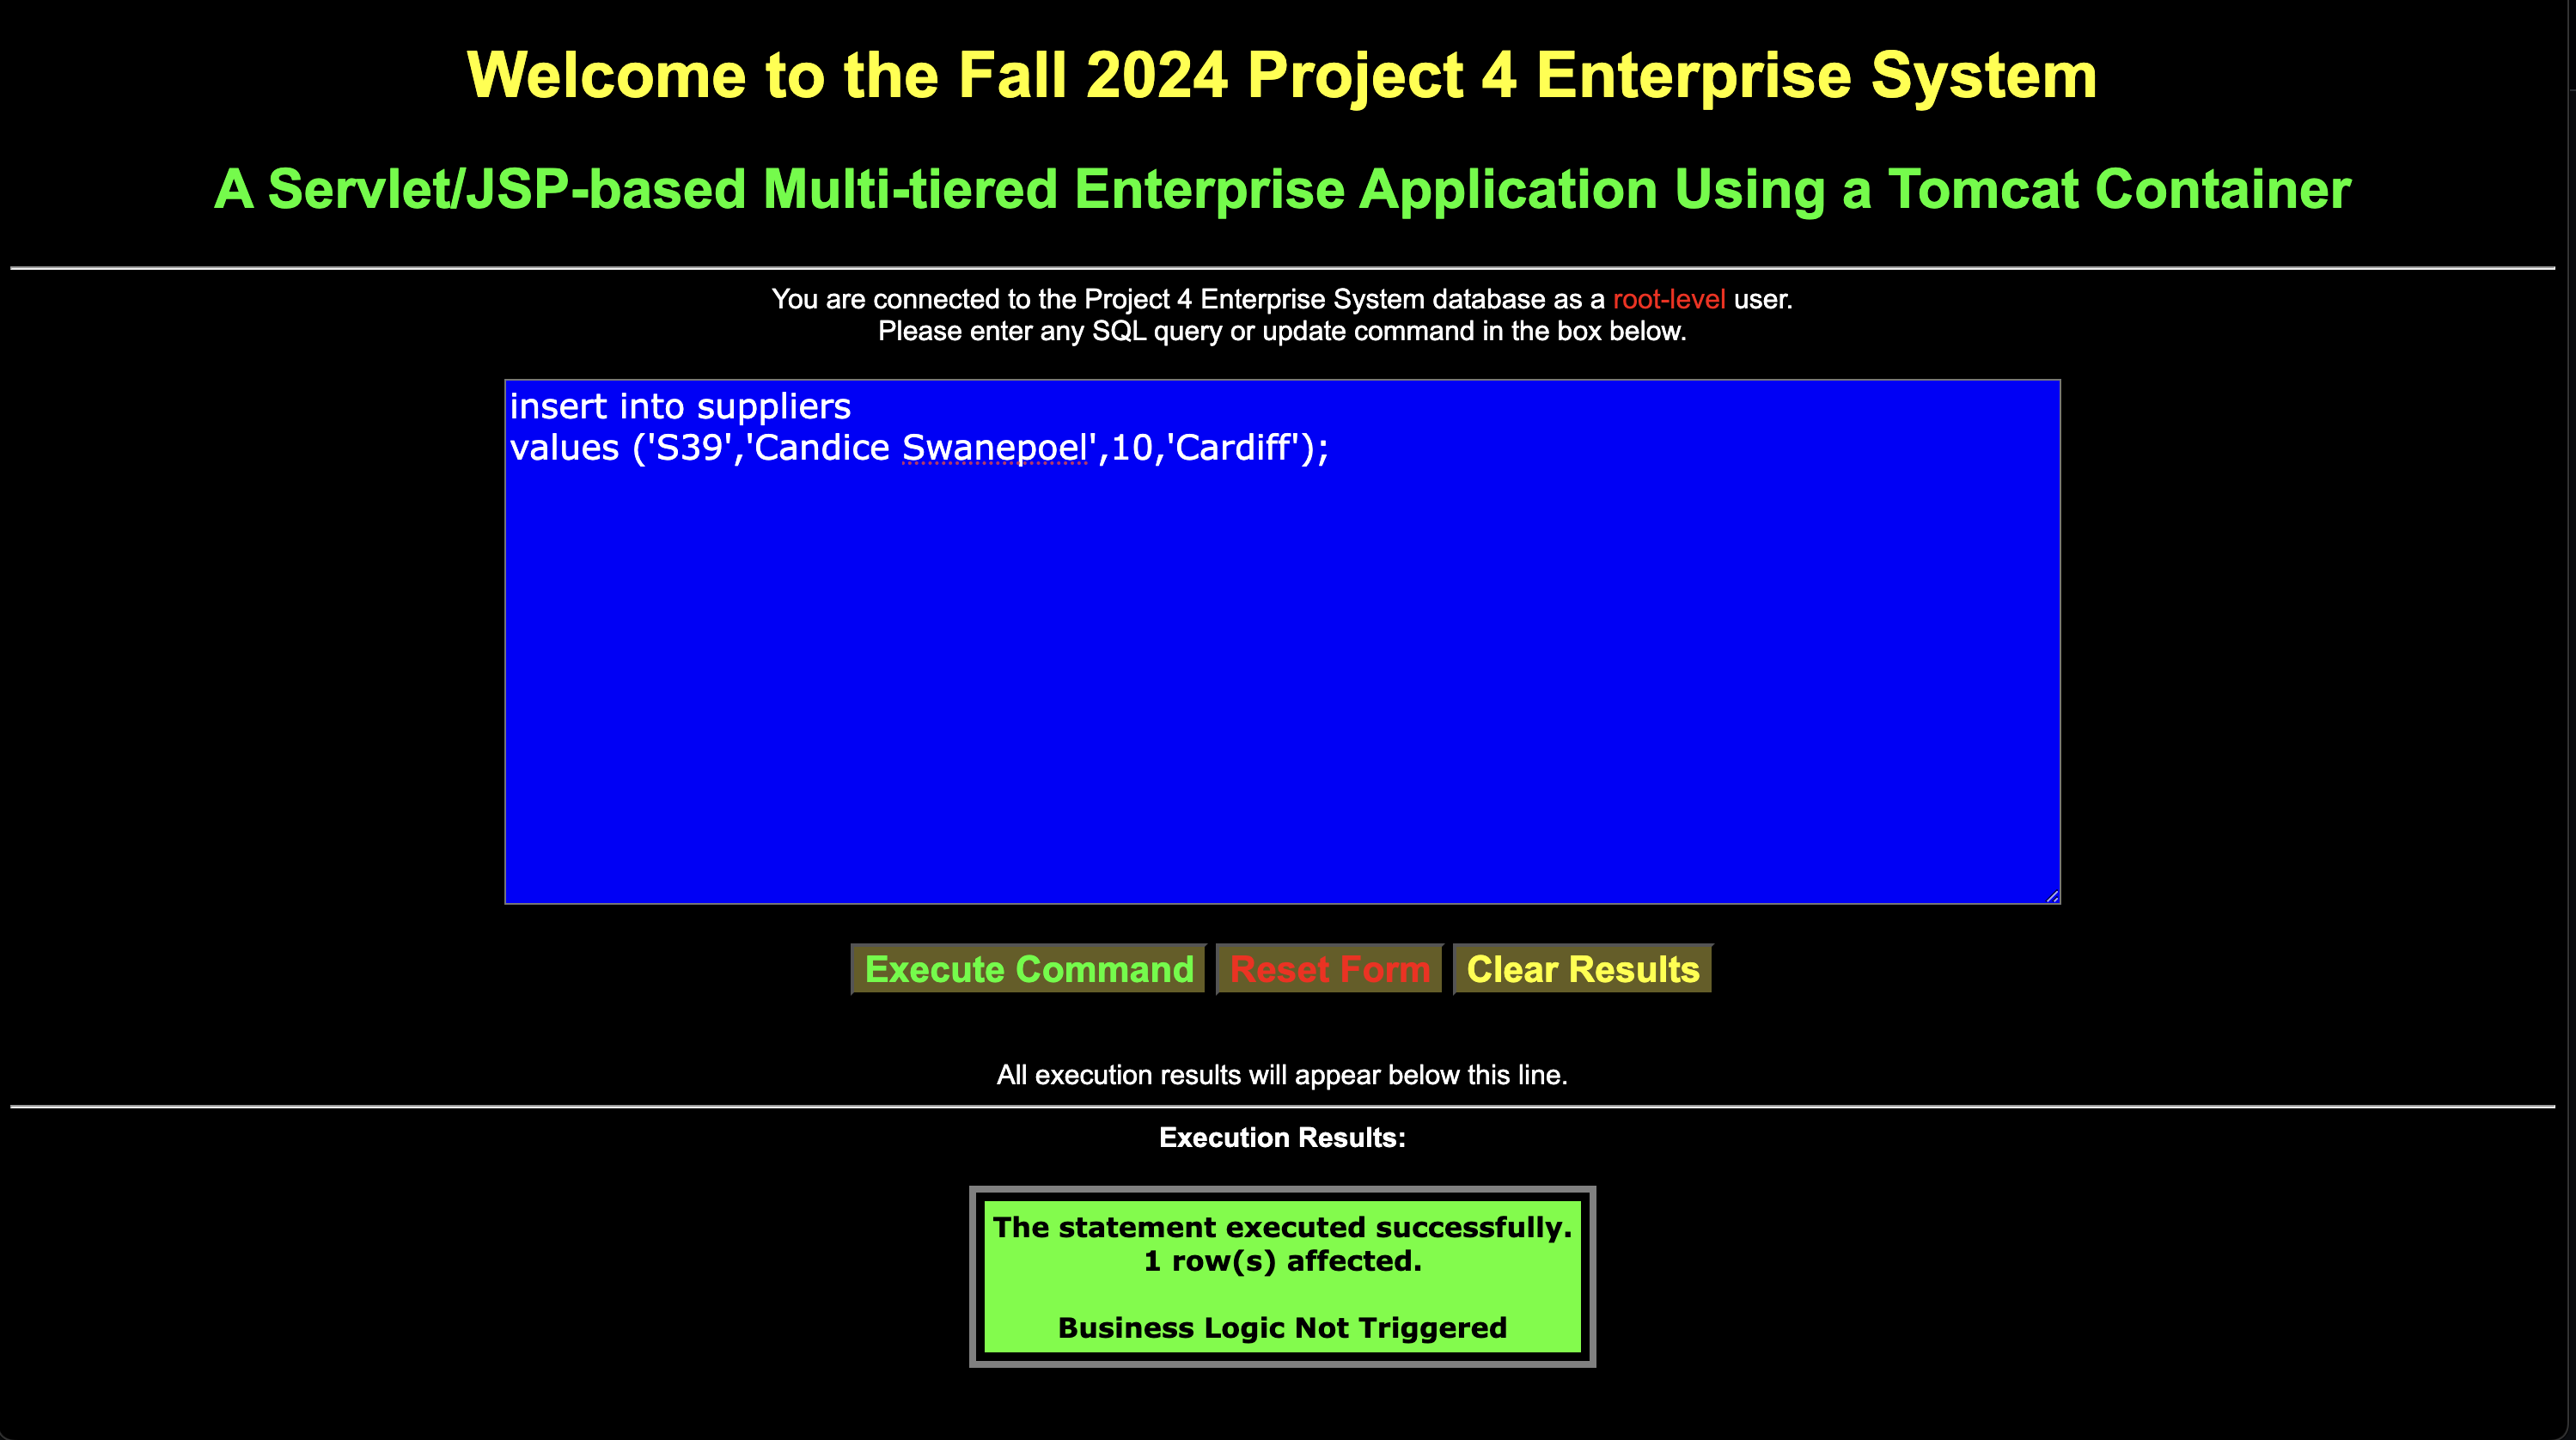 Welcome to the Fall 2024 Project 4 Enterprise System
A Servlet/JSP-based Multi-tiered Enterprise Application Using a Tomcat Container
You are connected to the Project 4 Enterprise System database as a root-level user.
Please enter any SQL query or update command in the box below.
insert into suppliers
values ('S39','Candice Swanepoel',10,'Cardiff');
Execute Command Reset Form Clear Results
All execution results will appear below this line.
Execution Results:
The statement executed successfully.
1 row(s) affected.
Business Logic Not Triggered